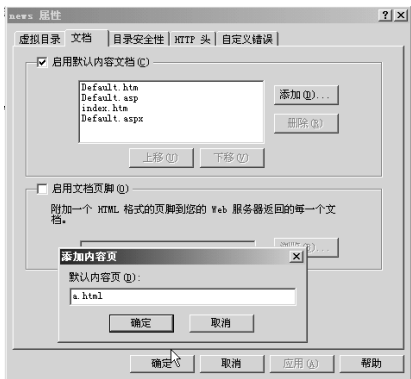 news 属性
虚拟目录 文档 目录安全性 HTTP 头 自定义错误
启用默认内容文档(C)
Default.htm
Default.asp
index.htm
Default.aspx
添加(D)...
删除(R)
上移(U) 下移(V)
启用文档页脚(O)
附加一个 HTML 格式的页脚到您的 Web 服务器返回的每一个文
档。
添加内容页
默认内容页(D):
a.html
确定 取消
确定 取消 应用(A) 帮助